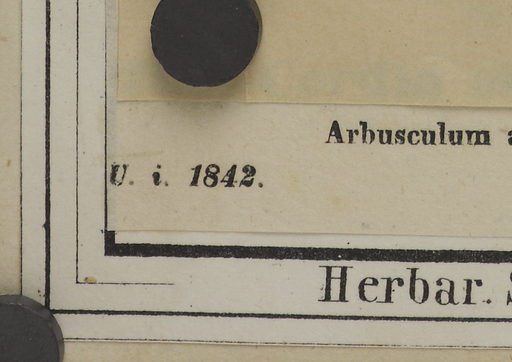 Arbusculum a
U. i. 1842.
Herbar. S